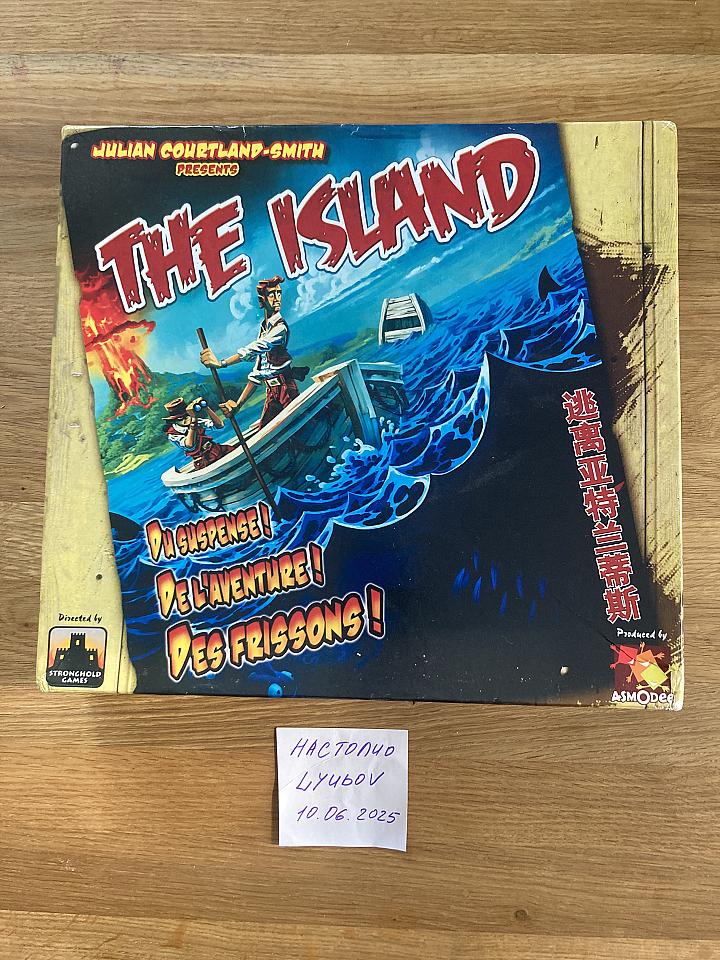 JULIAN COURTLAND-SMITH
PRESENTS
THE ISLAND
逃离亚特兰蒂斯
DU SUSPENSE !
DE L'AVENTURE !
DES FRISSONS !
Directed by
STRONGHOLD
GAMES
Produced by
ASMODEE
НАСТОЛИО
LYUBOV
10.06.2025